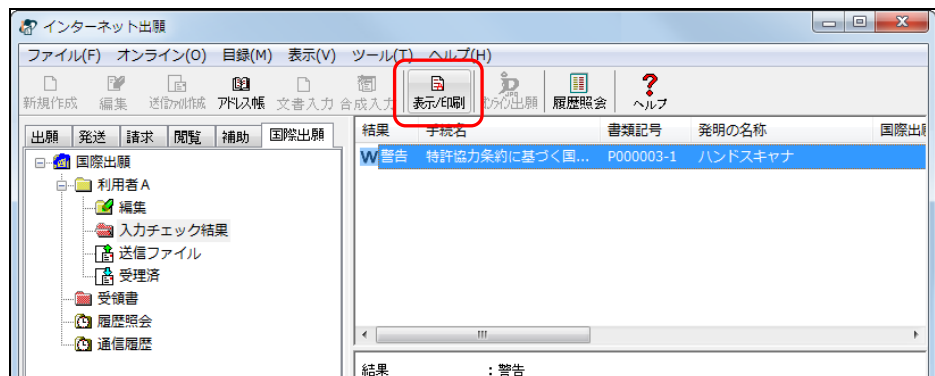 インターネット出願
ファイル(F) オンライン(O) 目録(M) 表示(V) ツール(T) ヘルプ(H)
新規作成 編集 送信ファイル作成 アドレス帳 文書入力 合成入力 表示/印刷 オンライン出願 履歴照会 ヘルプ
出願 発送 請求 閲覧 補助 国際出願
国際出願
利用者A
編集
入力チェック結果
送信ファイル
受理済
受領書
履歴照会
通信履歴
結果 手続名 書類記号 発明の名称 国際出願
W警告 特許協力条約に基づく国... P000003-1 ハンドスキャナ
結果 :警告